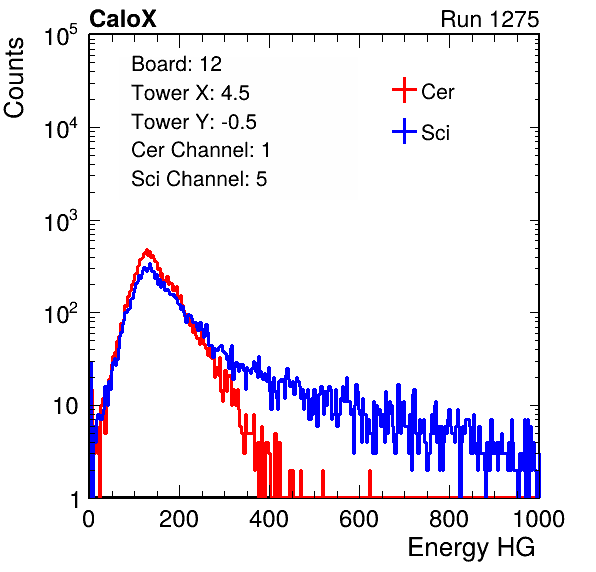 CaloX Run 1275
Counts
10^5
10^4
10^3
10^2
10
1
Board: 12
Tower X: 4.5
Tower Y: -0.5
Cer Channel: 1
Sci Channel: 5
Cer
Sci
0 200 400 600 800 1000
Energy HG